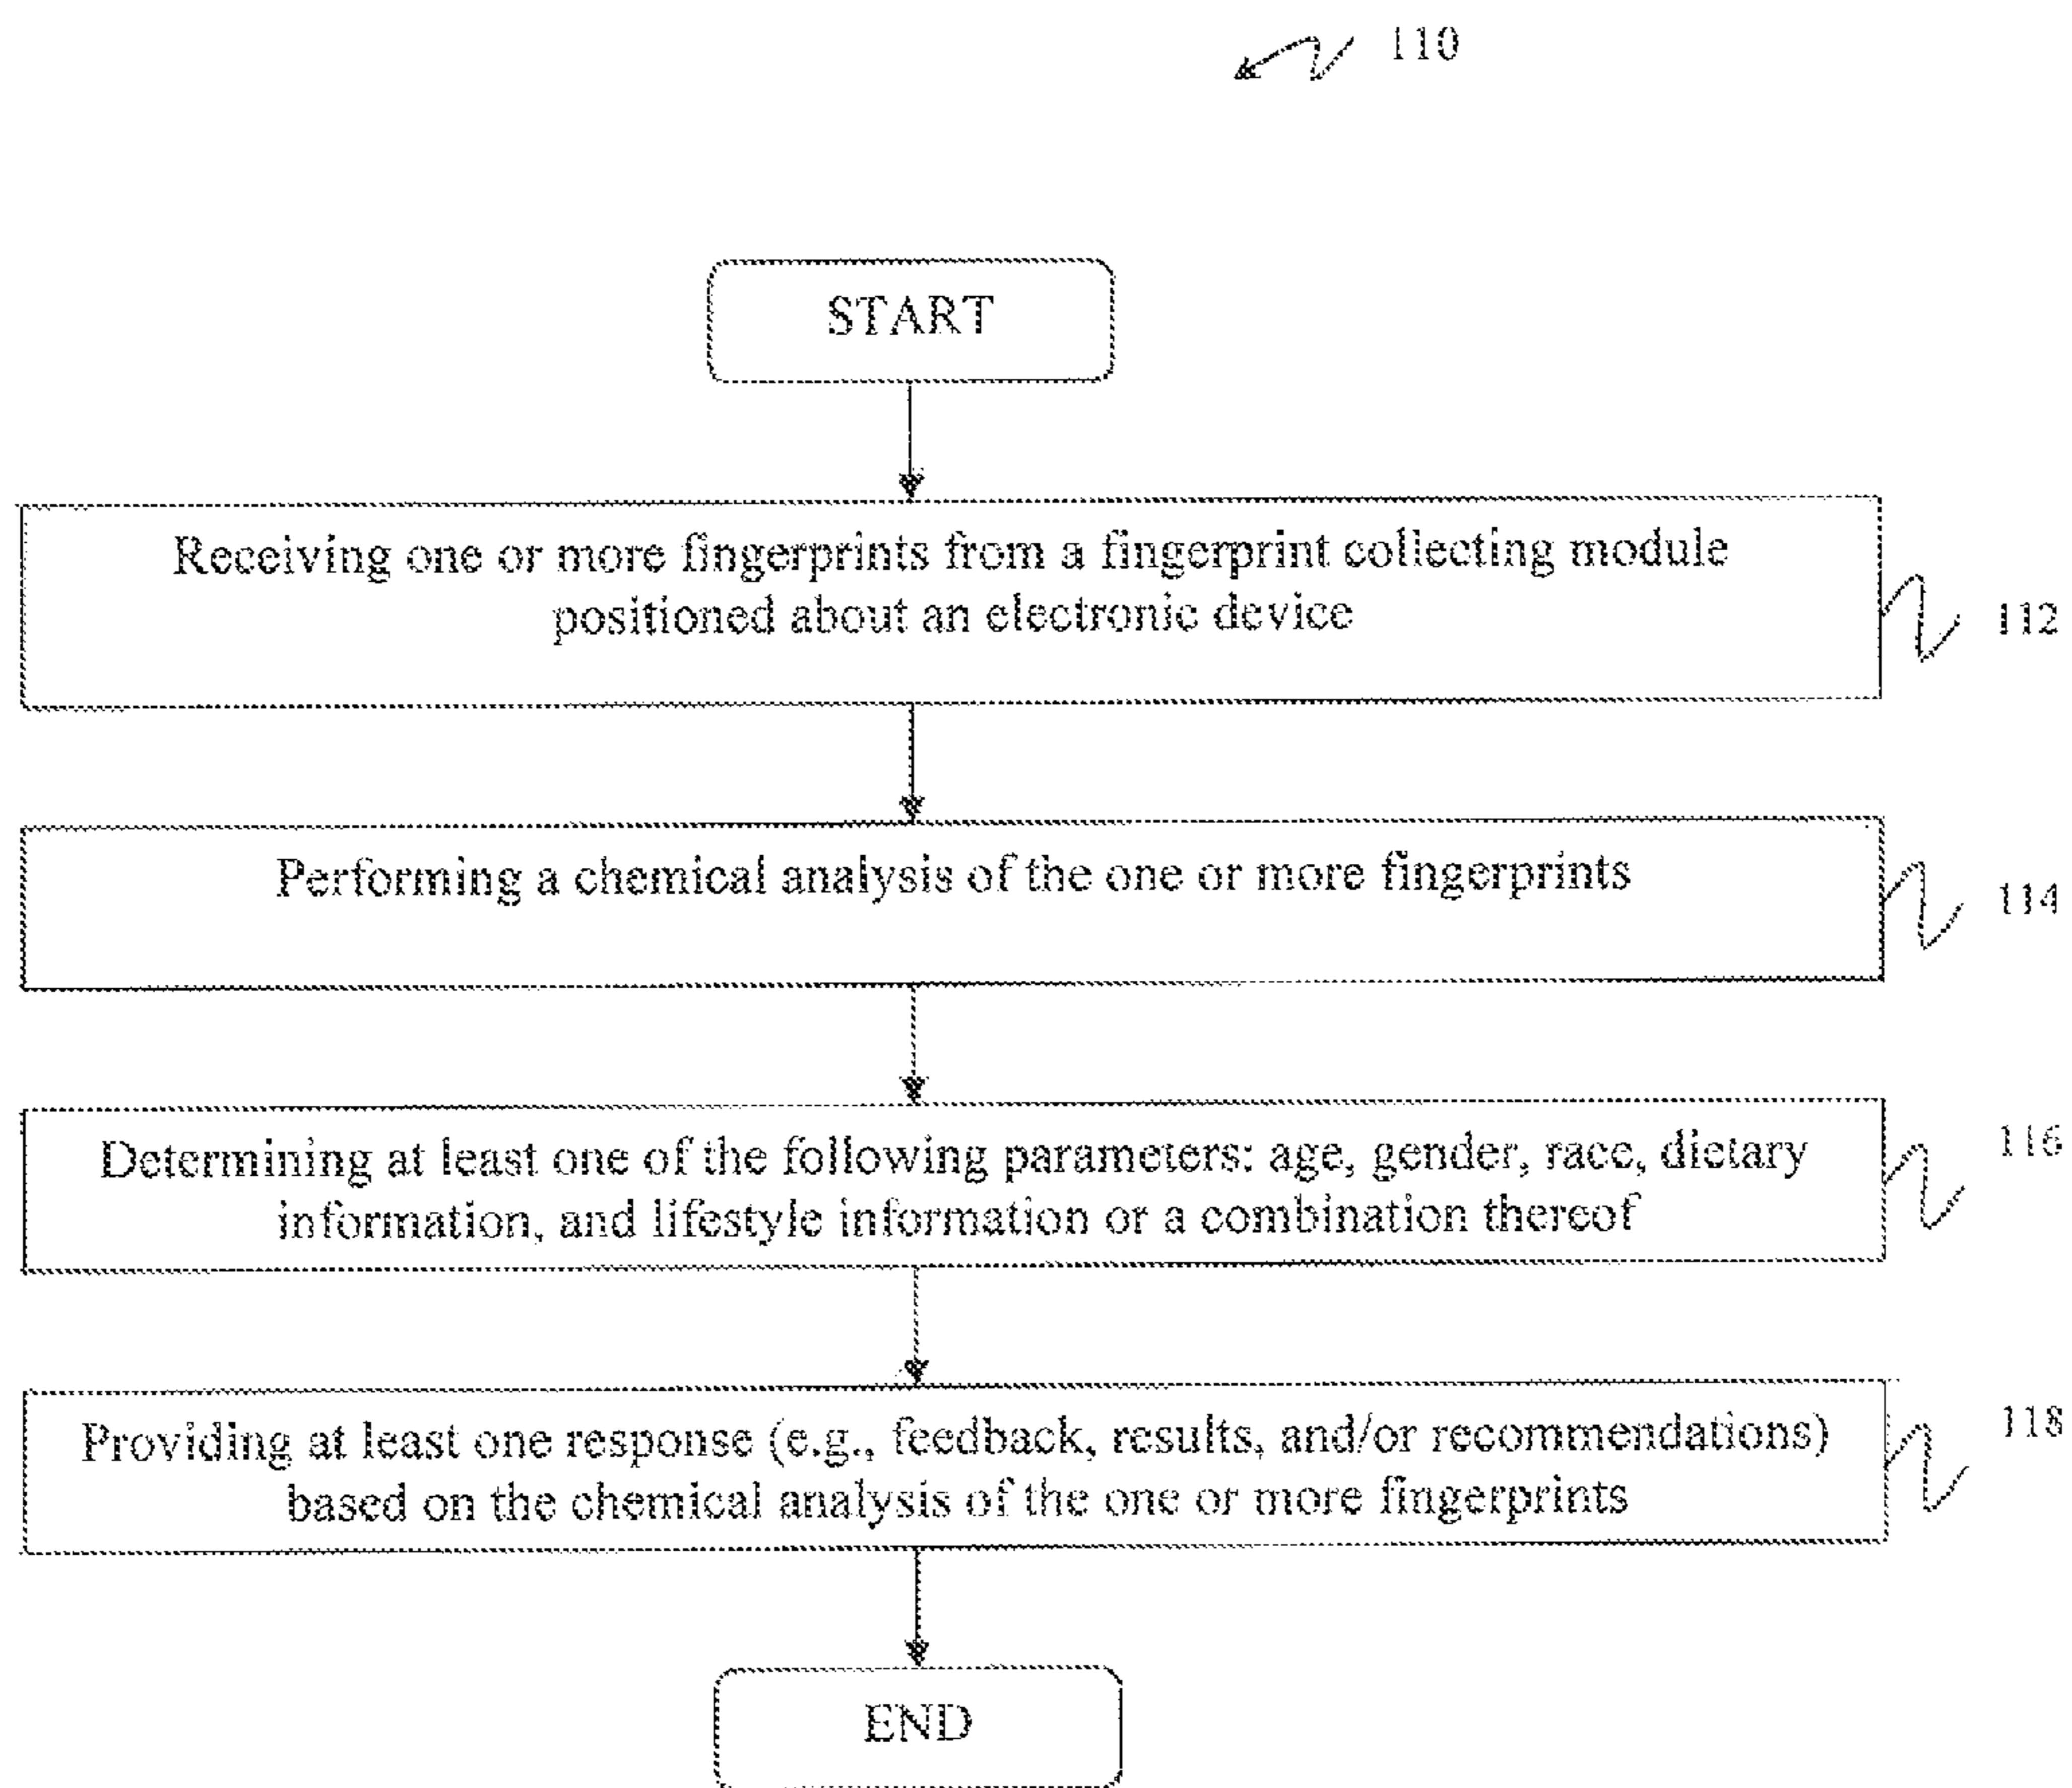 110
START
Receiving one or more fingerprints from a fingerprint collecting module
positioned about an electronic device
112
Performing a chemical analysis of the one or more fingerprints
114
Determining at least one of the following parameters: age, gender, race, dietary
information, and lifestyle information or a combination thereof
116
Providing at least one response (e.g., feedback, results, and/or recommendations)
based on the chemical analysis of the one or more fingerprints
118
END